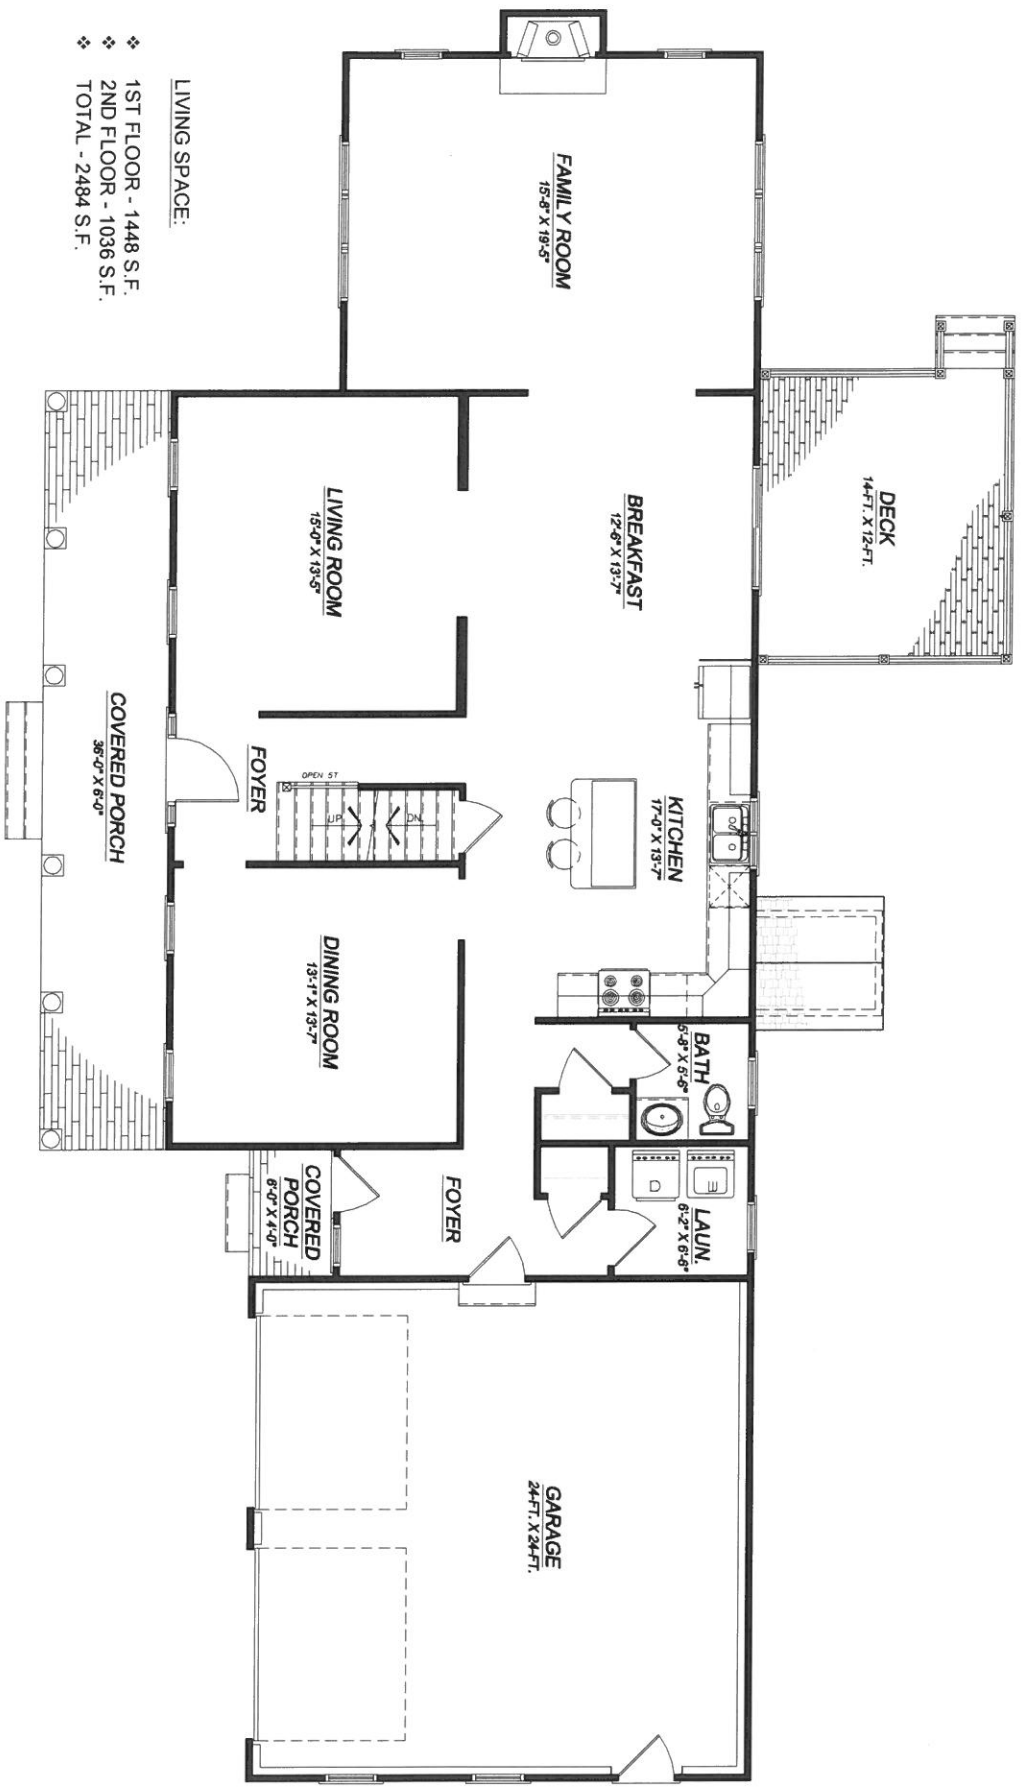 DECK
14-FT. X 12-FT.
FAMILY ROOM
15'-8" X 19'-5"
BREAKFAST
12'-6" X 13'-7"
KITCHEN
17'-0" X 13'-7"
BATH
5'-8" X 5'-6"
LAUN.
6'-2" X 6'-6"
D
W
GARAGE
24-FT. X 24-FT.
LIVING ROOM
15'-0" X 13'-5"
FOYER
OPEN ST
UP
DN
DINING ROOM
13'-1" X 13'-7"
FOYER
COVERED
PORCH
6'-0" X 4'-0"
COVERED PORCH
36'-0" X 6'-0"
LIVING SPACE:
❖ 1ST FLOOR - 1448 S.F.
❖ 2ND FLOOR - 1036 S.F.
❖ TOTAL - 2484 S.F.